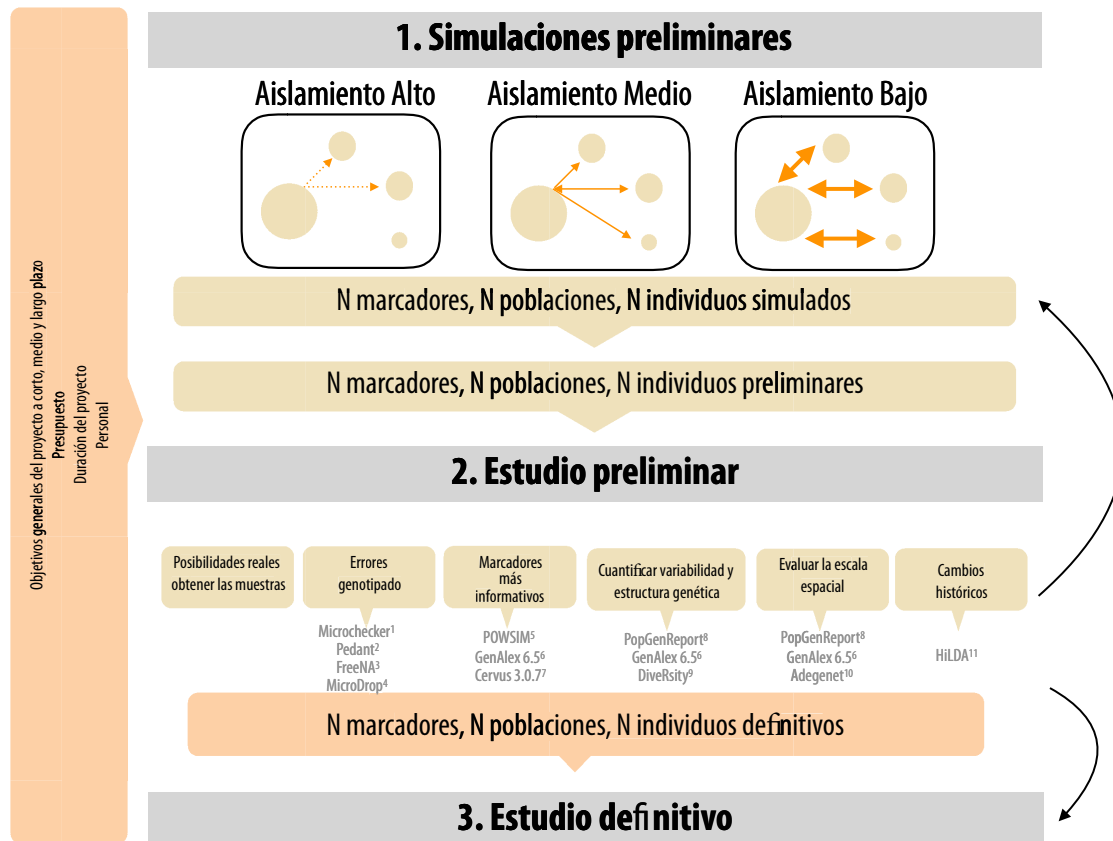 Objetivos generales del proyecto a corto, medio y largo plazo
Presupuesto
Duración del proyecto
Personal
1. Simulaciones preliminares
Aislamiento Alto
Aislamiento Medio
Aislamiento Bajo
N marcadores, N poblaciones, N individuos simulados
N marcadores, N poblaciones, N individuos preliminares
2. Estudio preliminar
Posibilidades reales
obtener las muestras
Errores
genotipado
Microchecker¹
Pedant²
FreeNA³
MicroDrop⁴
Marcadores
más
informativos
POWSIM⁵
GenAlex 6.5⁶
Cervus 3.0.7⁷
Cuantificar variabilidad y
estructura genética
PopGenReport⁸
GenAlex 6.5⁶
DiveRsity⁹
Evaluar la escala
espacial
PopGenReport⁸
GenAlex 6.5⁶
Adegenet¹⁰
Cambios
históricos
HiLDA¹¹
N marcadores, N poblaciones, N individuos definitivos
3. Estudio definitivo